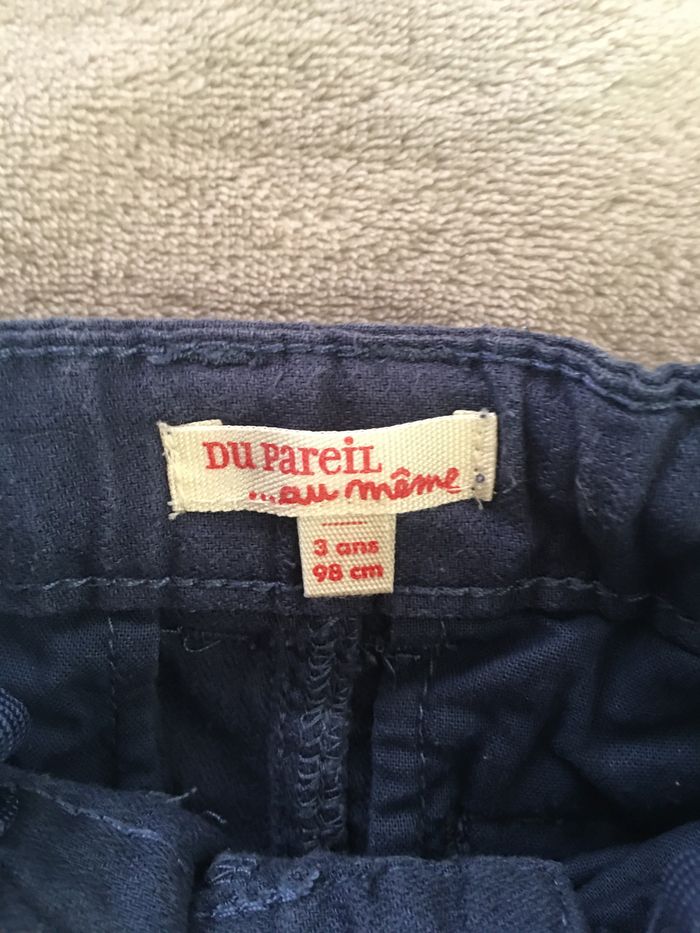 DU PAREIL
...au même
3 ans
98 cm